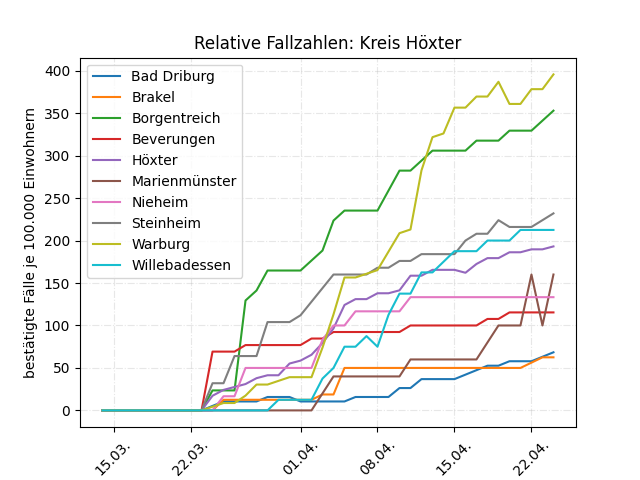 Relative Fallzahlen: Kreis Höxter
bestätigte Fälle je 100.000 Einwohnern
400
350
300
250
200
150
100
50
0
Bad Driburg
Brakel
Borgentreich
Beverungen
Höxter
Marienmünster
Nieheim
Steinheim
Warburg
Willebadessen
15.03.
22.03.
01.04.
08.04.
15.04.
22.04.